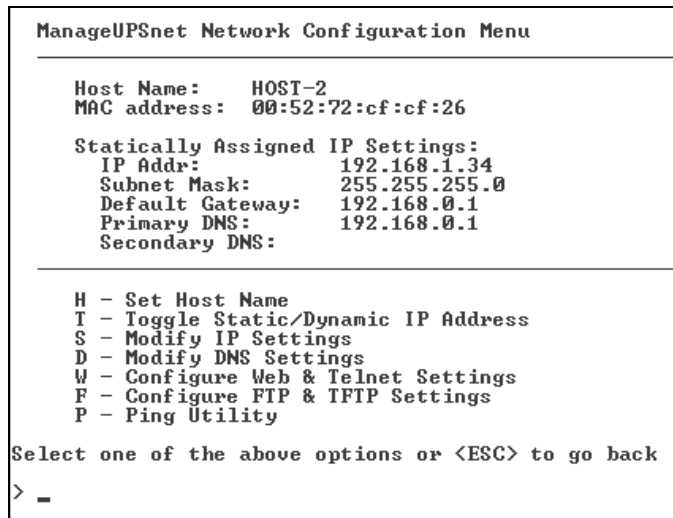 ManageUPSnet Network Configuration Menu
Host Name: HOST-2
MAC address: 00:52:72:cf:cf:26
Statically Assigned IP Settings:
IP Addr: 192.168.1.34
Subnet Mask: 255.255.255.0
Default Gateway: 192.168.0.1
Primary DNS: 192.168.0.1
Secondary DNS:
H - Set Host Name
T - Toggle Static/Dynamic IP Address
S - Modify IP Settings
D - Modify DNS Settings
W - Configure Web & Telnet Settings
F - Configure FTP & TFTP Settings
P - Ping Utility
Select one of the above options or <ESC> to go back
> _